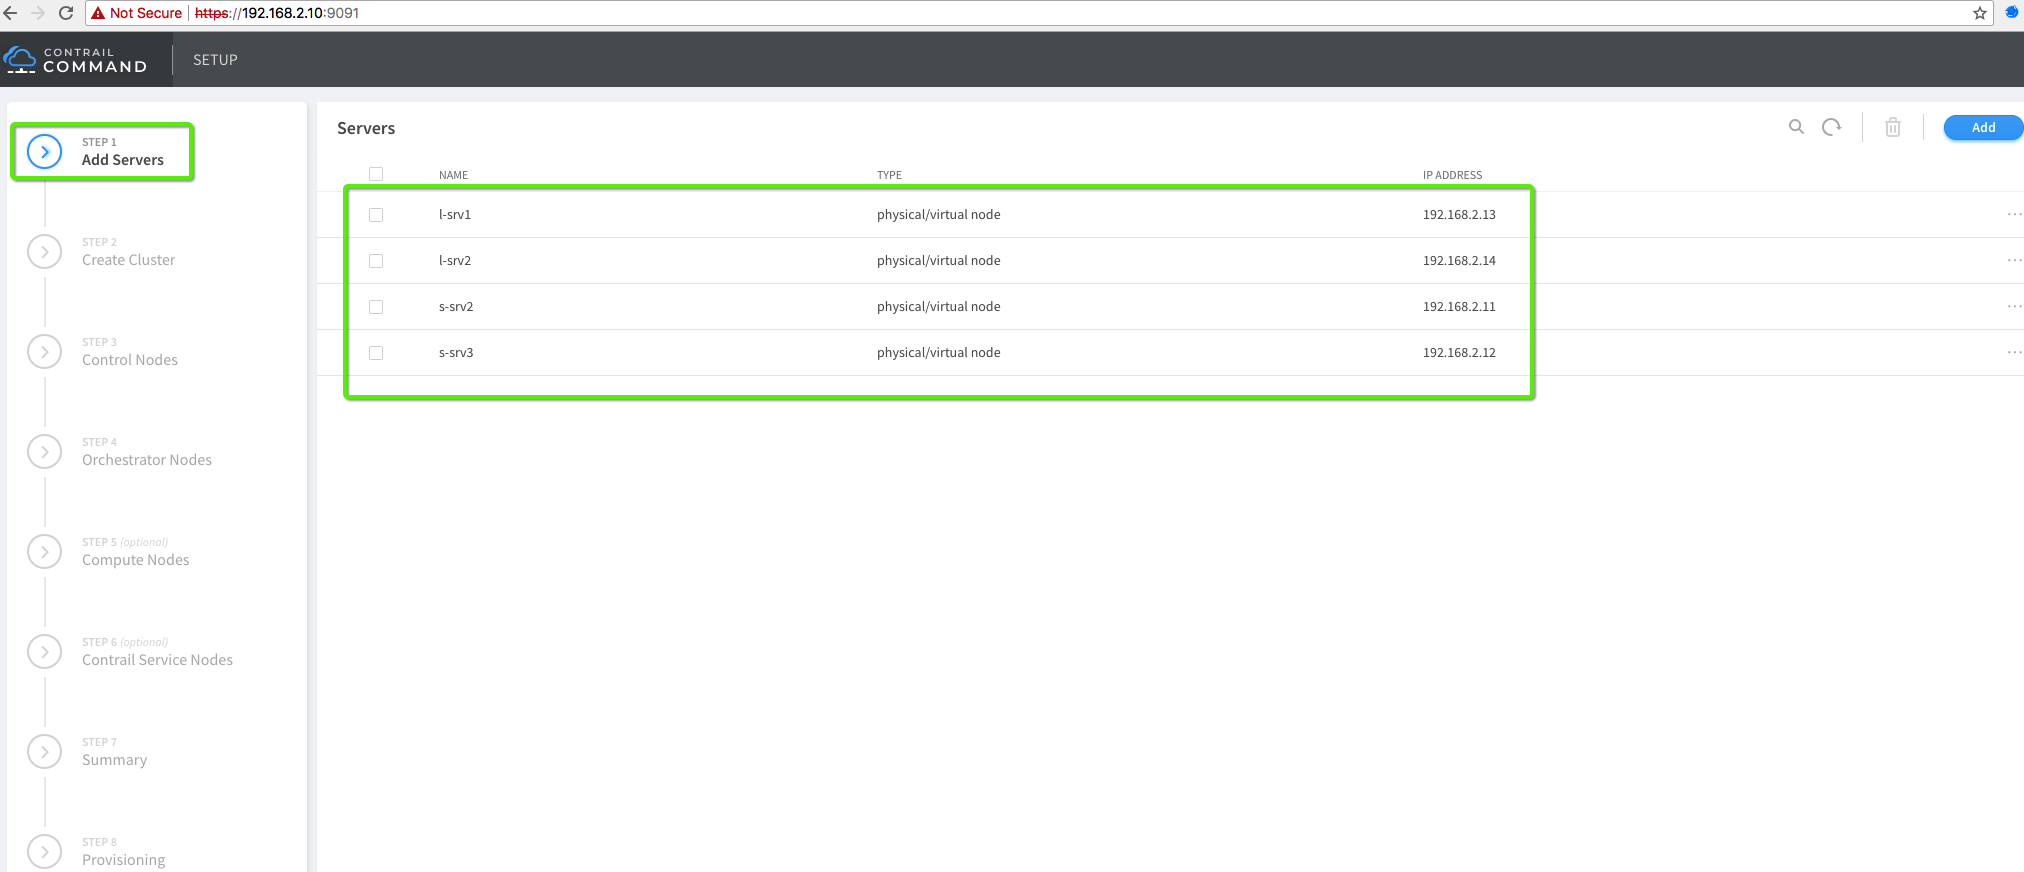 Not Secure https://192.168.2.10:9091
CONTRAIL
COMMAND
SETUP
STEP 1
Add Servers
STEP 2
Create Cluster
STEP 3
Control Nodes
STEP 4
Orchestrator Nodes
STEP 5 (optional)
Compute Nodes
STEP 6 (optional)
Contrail Service Nodes
STEP 7
Summary
STEP 8
Provisioning
Servers
Add
NAME TYPE IP ADDRESS
l-srv1 physical/virtual node 192.168.2.13
l-srv2 physical/virtual node 192.168.2.14
s-srv2 physical/virtual node 192.168.2.11
s-srv3 physical/virtual node 192.168.2.12